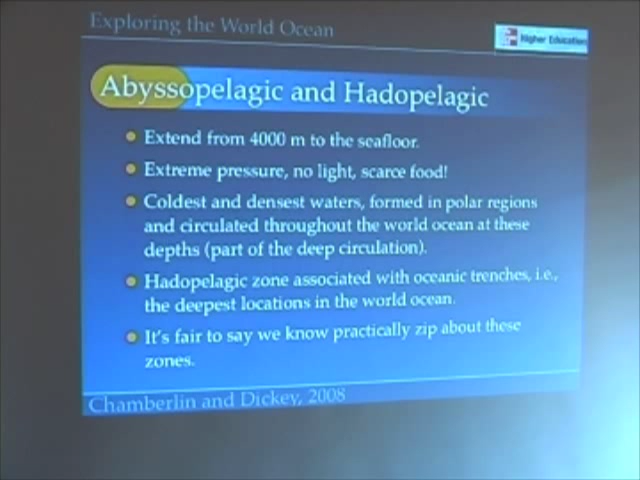 Exploring the World Ocean
Higher Education
Abyssopelagic and Hadopelagic
Extend from 4000 m to the seafloor.
Extreme pressure, no light, scarce food!
Coldest and densest waters, formed in polar regions
and circulated throughout the world ocean at these
depths (part of the deep circulation).
Hadopelagic zone associated with oceanic trenches, i.e.,
the deepest locations in the world ocean.
It's fair to say we know practically zip about these
zones.
Chamberlin and Dickey, 2008